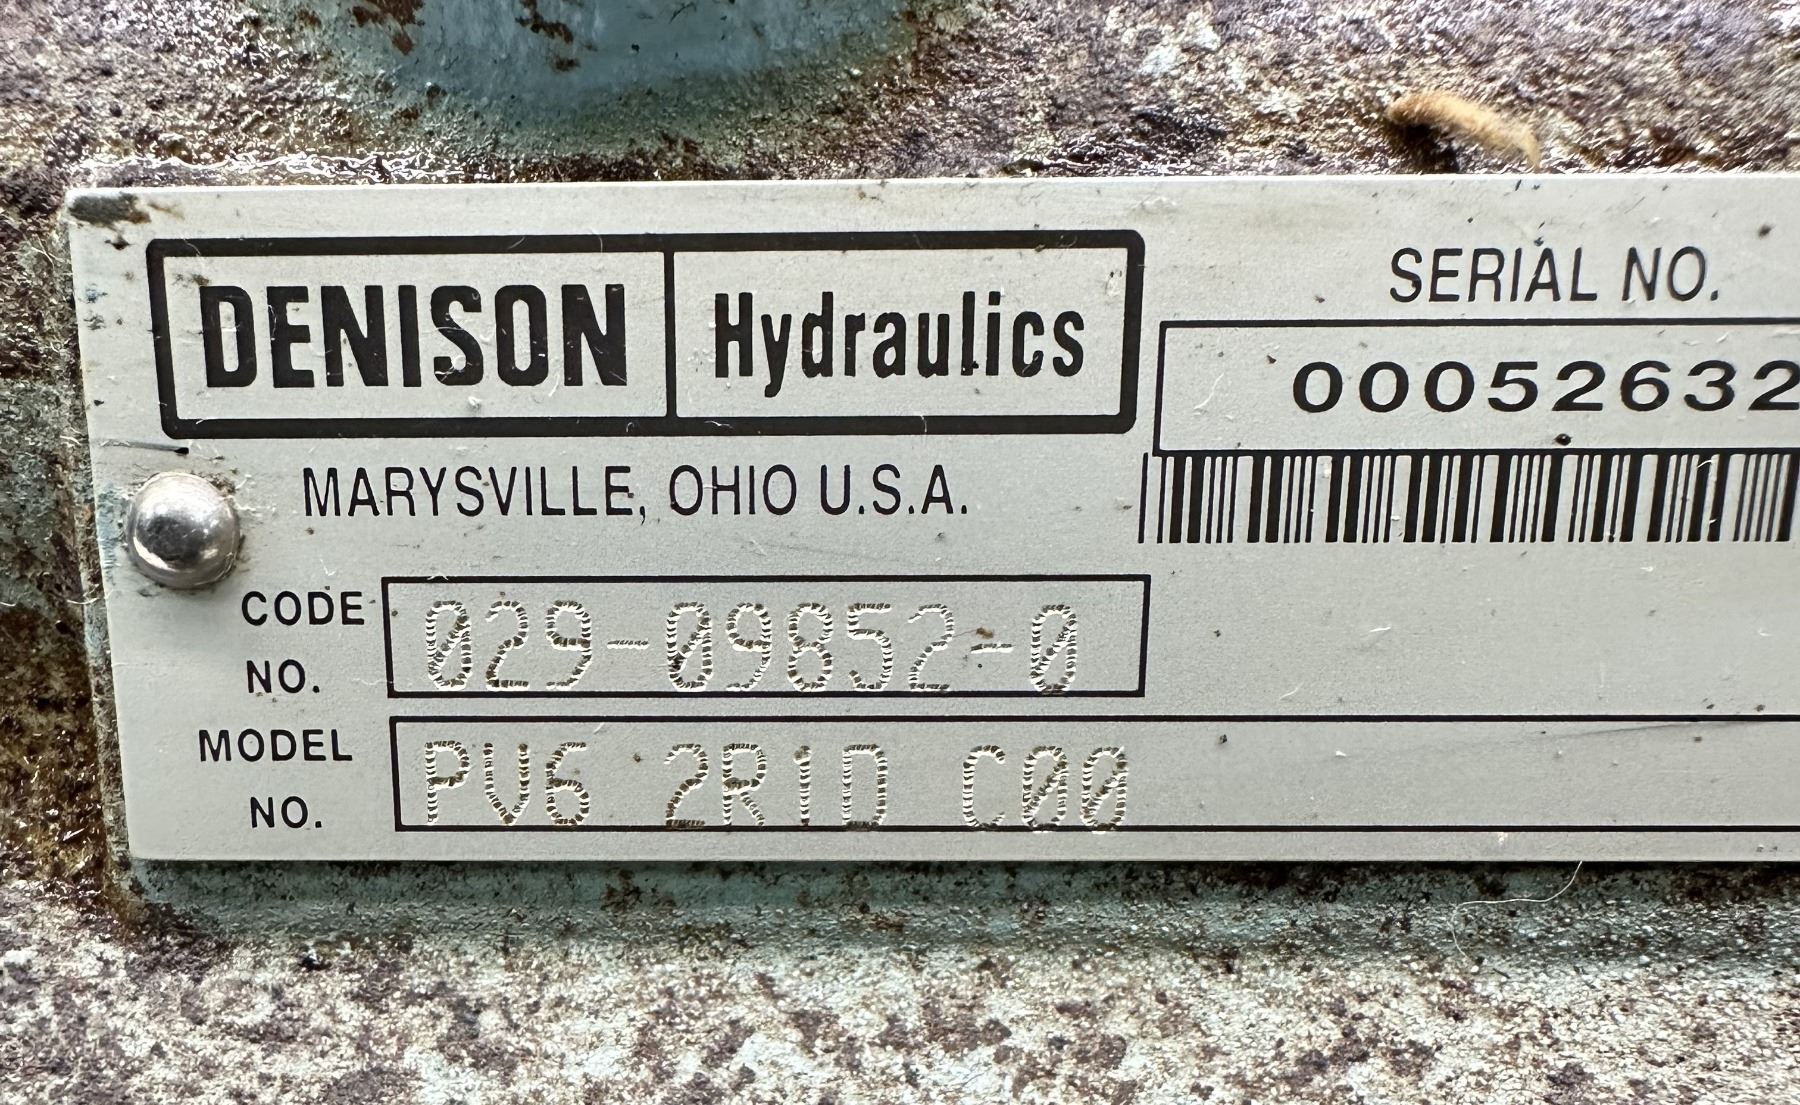 DENISON Hydraulics
SERIAL NO.
00052632
MARYSVILLE, OHIO U.S.A.
CODE NO. 029-09852-0
MODEL NO. PV6 2R1D C00